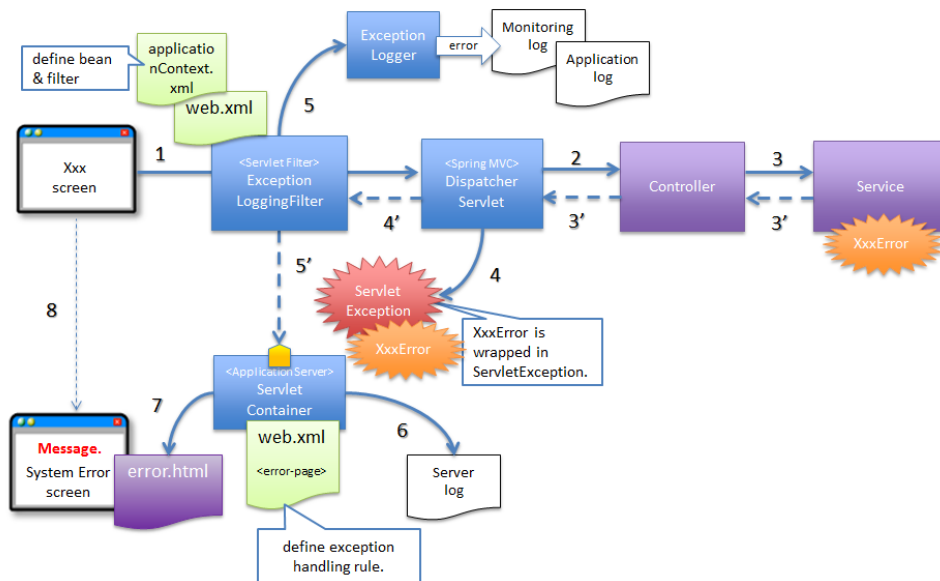 define bean
& filter
applicatio
nContext.
xml
web.xml
Exception
Logger
error
Monitoring
log
Application
log
5
Xxx
screen
1
<Servlet Filter>
Exception
LoggingFilter
<Spring MVC>
Dispatcher
Servlet
2
Controller
3
Service
4’
3’
3’
XxxError
5’
4
Servlet
Exception
XxxError
XxxError is
wrapped in
ServletException.
8
<Application Server>
Servlet
Container
7
6
web.xml
<error-page>
Message.
System Error
screen
error.html
Server
log
define exception
handling rule.